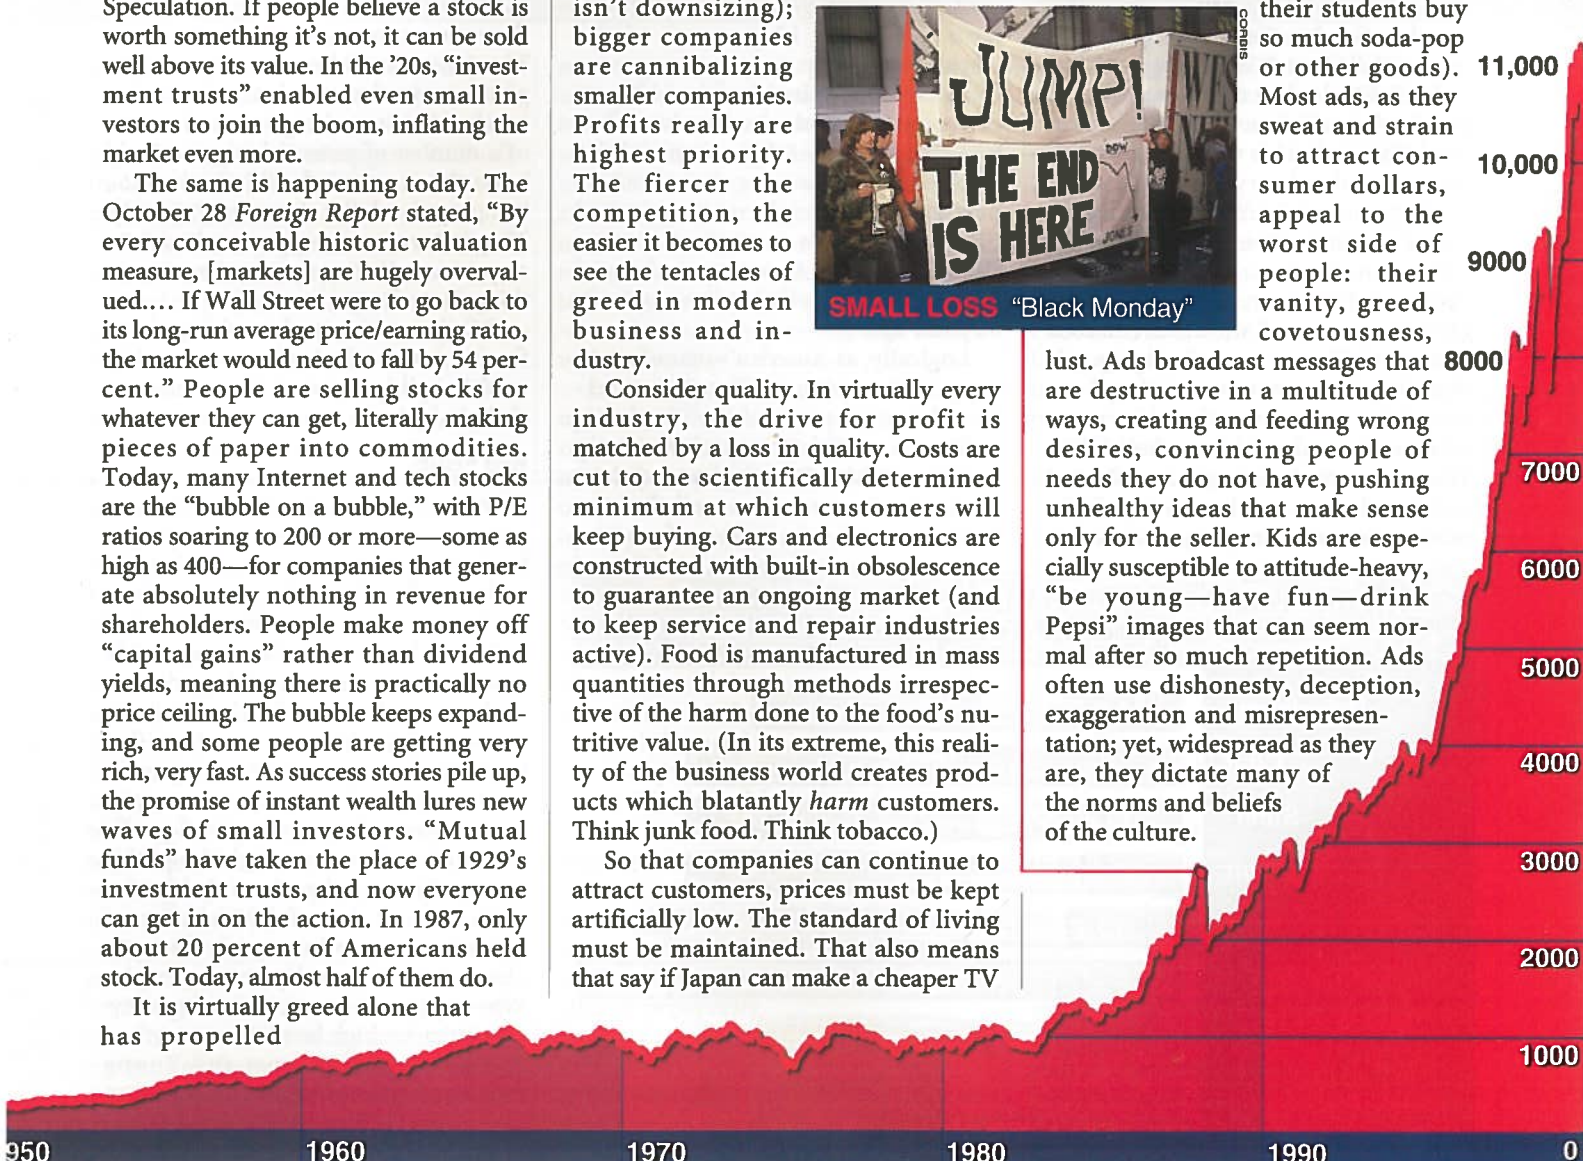 Speculation. If people believe a stock is
worth something it's not, it can be sold
well above its value. In the '20s, “invest-
ment trusts” enabled even small in-
vestors to join the boom, inflating the
market even more.
The same is happening today. The
October 28 Foreign Report stated, “By
every conceivable historic valuation
measure, [markets] are hugely overval-
ued.... If Wall Street were to go back to
its long-run average price/earning ratio,
the market would need to fall by 54 per-
cent.” People are selling stocks for
whatever they can get, literally making
pieces of paper into commodities.
Today, many Internet and tech stocks
are the “bubble on a bubble,” with P/E
ratios soaring to 200 or more—some as
high as 400—for companies that gener-
ate absolutely nothing in revenue for
shareholders. People make money off
“capital gains” rather than dividend
yields, meaning there is practically no
price ceiling. The bubble keeps expand-
ing, and some people are getting very
rich, very fast. As success stories pile up,
the promise of instant wealth lures new
waves of small investors. “Mutual
funds” have taken the place of 1929's
investment trusts, and now everyone
can get in on the action. In 1987, only
about 20 percent of Americans held
stock. Today, almost half of them do.
It is virtually greed alone that
has propelled
isn't downsizing);
bigger companies
are cannibalizing
smaller companies.
Profits really are
highest priority.
The fiercer the
competition, the
easier it becomes to
see the tentacles of
greed in modern
business and in-
dustry.
Consider quality. In virtually every
industry, the drive for profit is
matched by a loss in quality. Costs are
cut to the scientifically determined
minimum at which customers will
keep buying. Cars and electronics are
constructed with built-in obsolescence
to guarantee an ongoing market (and
to keep service and repair industries
active). Food is manufactured in mass
quantities through methods irrespec-
tive of the harm done to the food's nu-
tritive value. (In its extreme, this reali-
ty of the business world creates prod-
ucts which blatantly harm customers.
Think junk food. Think tobacco.)
So that companies can continue to
attract customers, prices must be kept
artificially low. The standard of living
must be maintained. That also means
that say if Japan can make a cheaper TV
JUMP!
THE END
IS HERE
DOW
JONES
CORBIS
SMALL LOSS “Black Monday”
their students buy
so much soda-pop
or other goods).
Most ads, as they
sweat and strain
to attract con-
sumer dollars,
appeal to the
worst side of
people: their
vanity, greed,
covetousness,
lust. Ads broadcast messages that
are destructive in a multitude of
ways, creating and feeding wrong
desires, convincing people of
needs they do not have, pushing
unhealthy ideas that make sense
only for the seller. Kids are espe-
cially susceptible to attitude-heavy,
“be young—have fun—drink
Pepsi” images that can seem nor-
mal after so much repetition. Ads
often use dishonesty, deception,
exaggeration and misrepresen-
tation; yet, widespread as they
are, they dictate many of
the norms and beliefs
of the culture.
11,000
10,000
9000
8000
7000
6000
5000
4000
3000
2000
1000
0
950
1960
1970
1980
1990